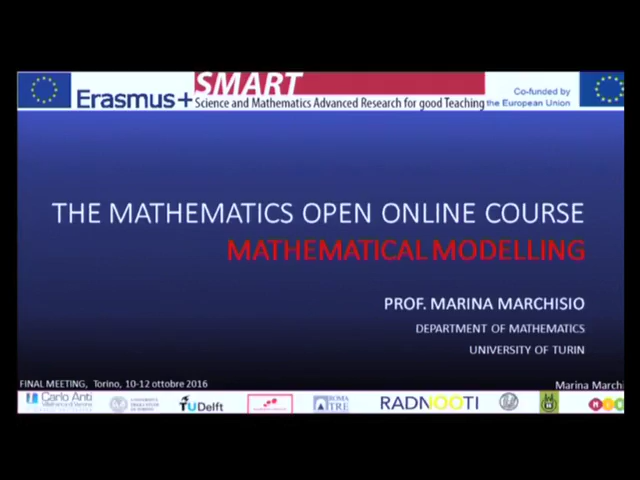 Erasmus+
SMART
Science and Mathematics Advanced Research for good Teaching
Co-funded by
the European Union
THE MATHEMATICS OPEN ONLINE COURSE
MATHEMATICAL MODELLING
PROF. MARINA MARCHISIO
DEPARTMENT OF MATHEMATICS
UNIVERSITY OF TURIN
FINAL MEETING, Torino, 10-12 ottobre 2016
Marina Marchi
Carlo Anti
TUDelft
ROMA
TRE
RADNOOTI